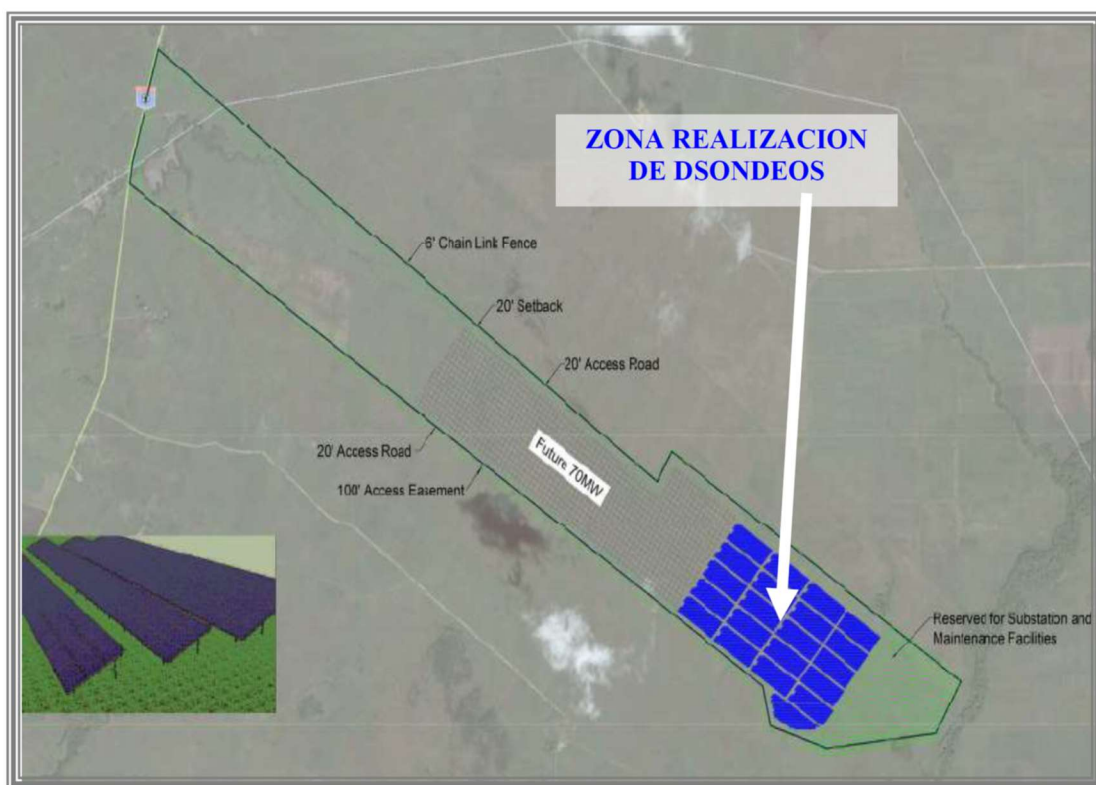 ZONA REALIZACION
DE DSONDEOS
6' Chain Link Fence
20' Setback
20' Access Road
20' Access Road
100' Access Easement
Future 70MW
Reserved for Substation and
Maintenance Facilities